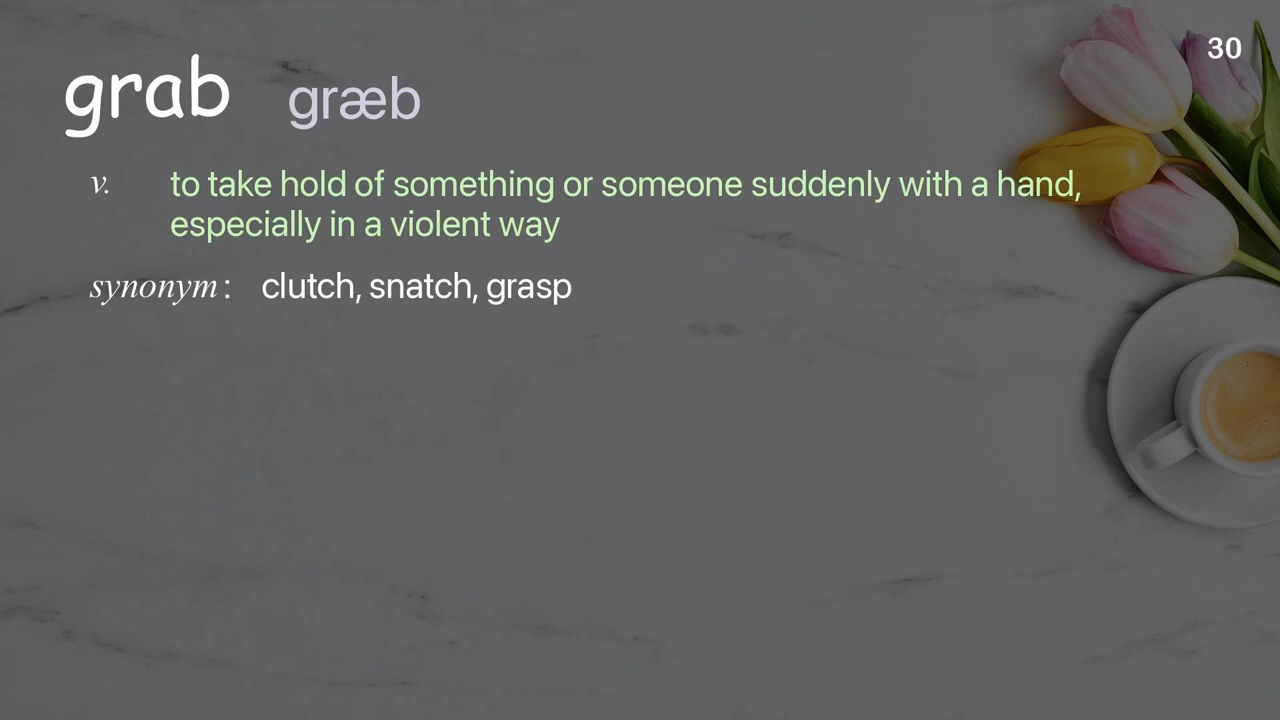 30
grab græb
v. to take hold of something or someone suddenly with a hand,
especially in a violent way
synonym : clutch, snatch, grasp